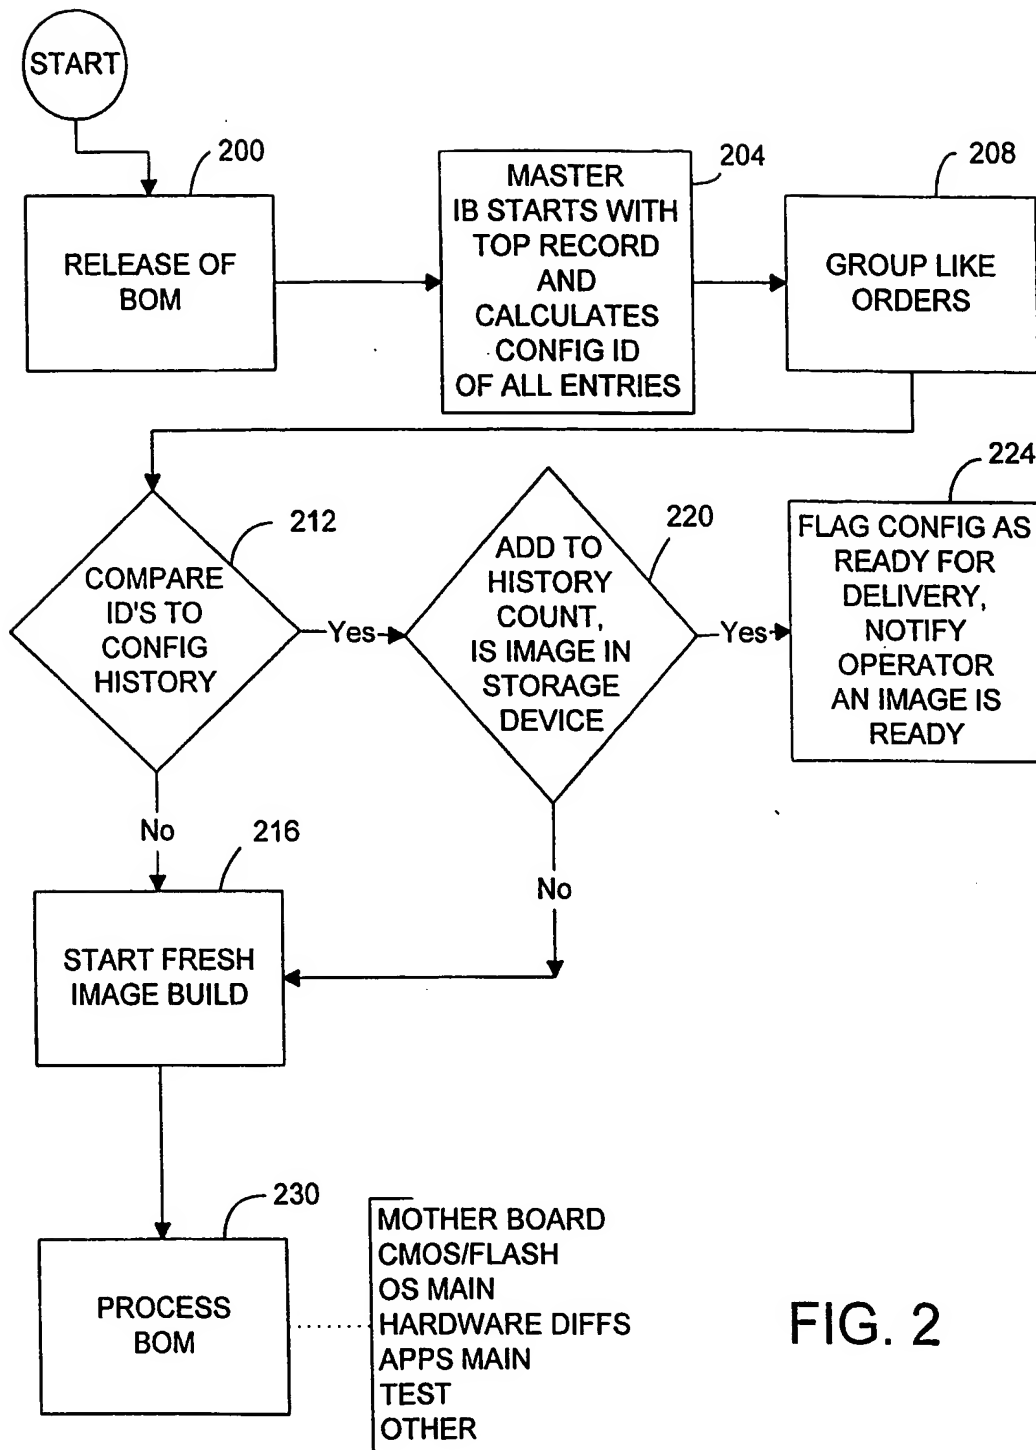 START
200
RELEASE OF
BOM
204
MASTER
IB STARTS WITH
TOP RECORD
AND
CALCULATES
CONFIG ID
OF ALL ENTRIES
208
GROUP LIKE
ORDERS
212
COMPARE
ID'S TO
CONFIG
HISTORY
Yes
220
ADD TO
HISTORY
COUNT,
IS IMAGE IN
STORAGE
DEVICE
Yes
224
FLAG CONFIG AS
READY FOR
DELIVERY,
NOTIFY
OPERATOR
AN IMAGE IS
READY
No
216
START FRESH
IMAGE BUILD
No
230
PROCESS
BOM
MOTHER BOARD
CMOS/FLASH
OS MAIN
HARDWARE DIFFS
APPS MAIN
TEST
OTHER
FIG. 2